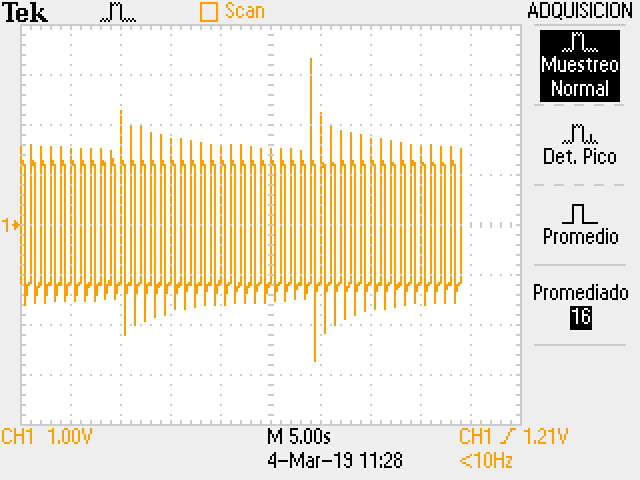 Tek
Scan
ADQUISICION
Muestreo
Normal
Det. Pico
Promedio
Promediado
16
1
CH1 1.00V
M 5.00s
CH1 1.21V
4-Mar-19 11:28
<10Hz